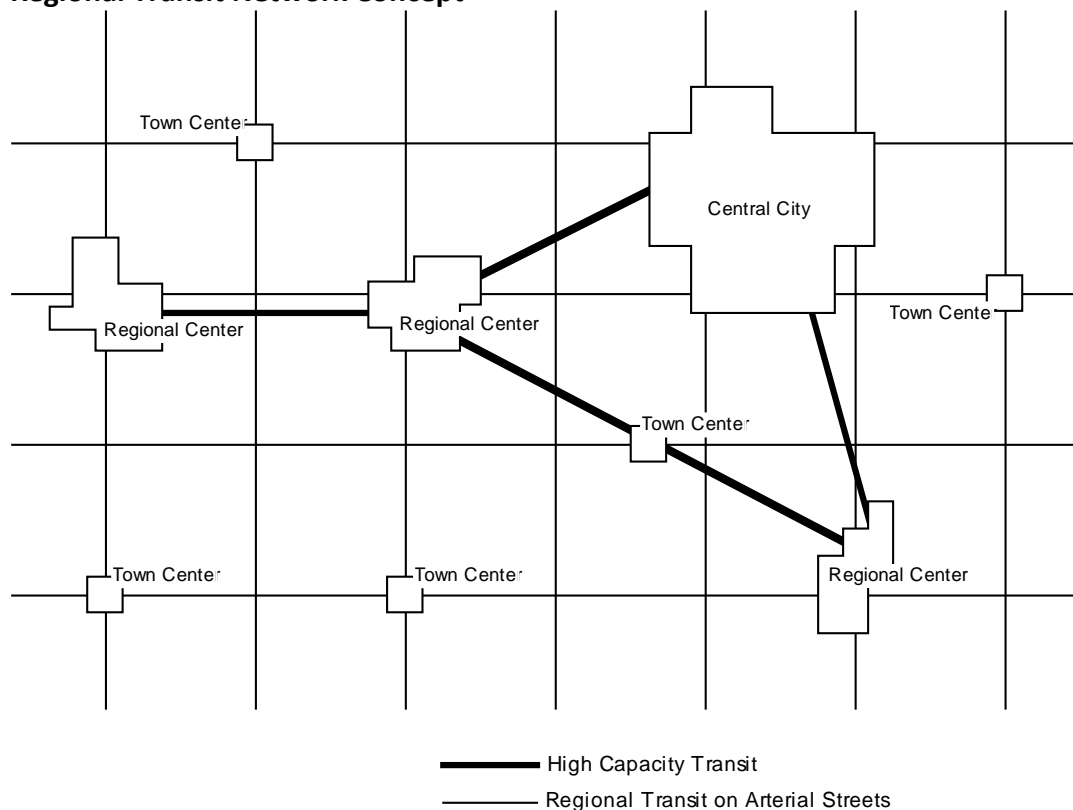 Regional Transit Network Concept
Town Center
Central City
Town Cente
Regional Center
Regional Center
Town Center
Town Center
Town Center
Regional Center
High Capacity Transit
Regional Transit on Arterial Streets